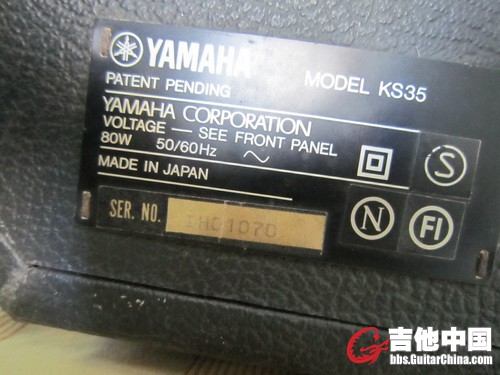 YAMAHA
MODEL KS35
PATENT PENDING
YAMAHA CORPORATION
VOLTAGE — SEE FRONT PANEL
80W 50/60Hz ~
MADE IN JAPAN
S
N
FI
SER. NO.
吉他中国
bbs.GuitarChina.com